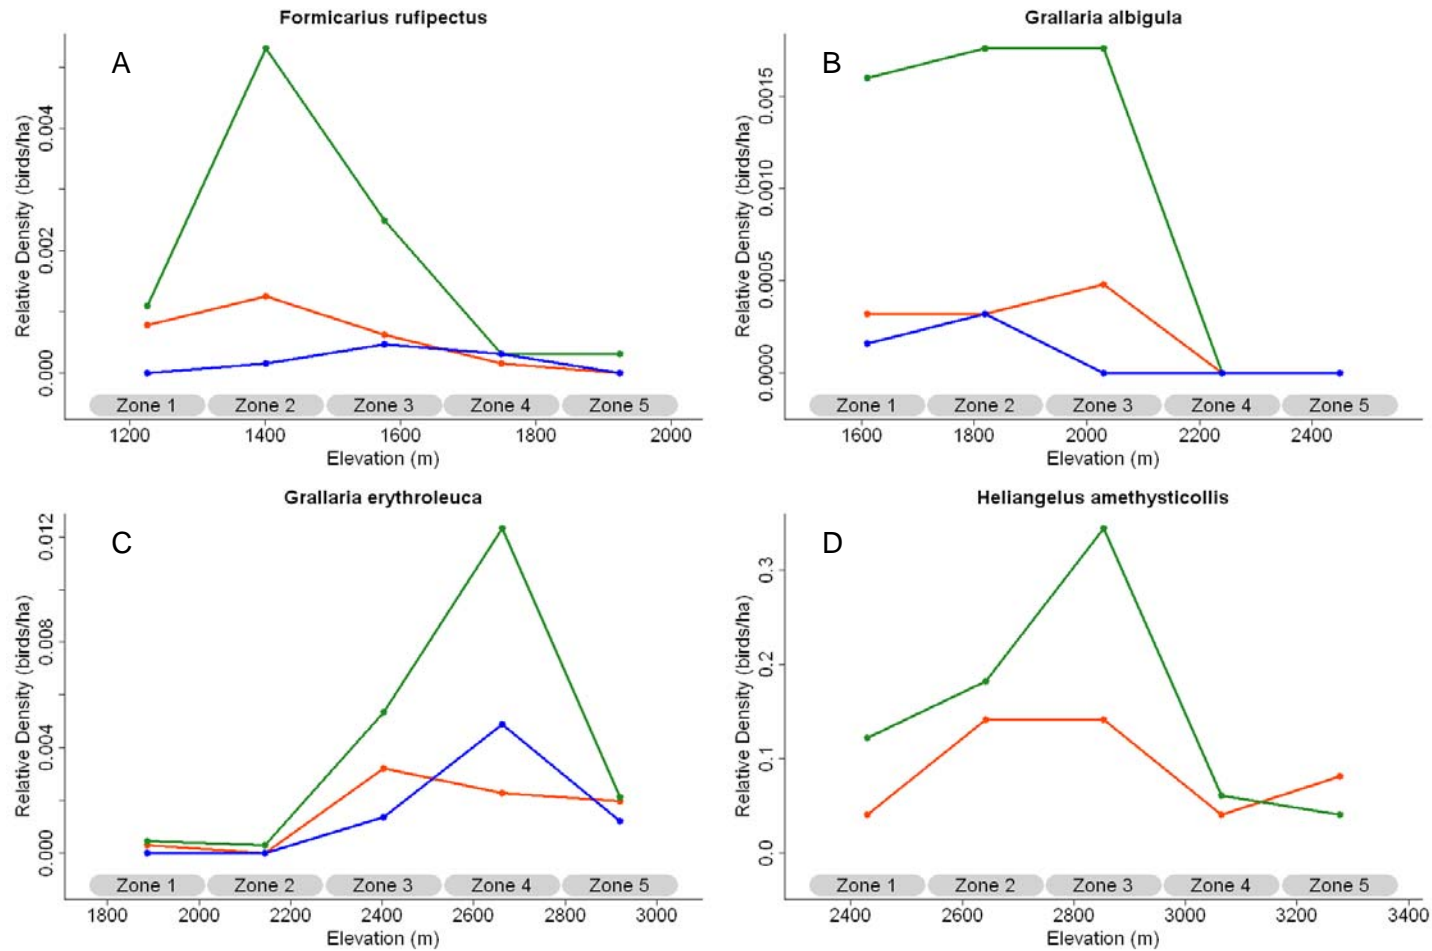 Formicarius rufipectus
A
Relative Density (birds/ha)
0.004
0.002
0.000
Zone 1 Zone 2 Zone 3 Zone 4 Zone 5
1200 1400 1600 1800 2000
Elevation (m)
Grallaria albigula
B
Relative Density (birds/ha)
0.0015
0.0010
0.0005
0.0000
Zone 1 Zone 2 Zone 3 Zone 4 Zone 5
1600 1800 2000 2200 2400
Elevation (m)
Grallaria erythroleuca
C
Relative Density (birds/ha)
0.012
0.008
0.004
0.000
Zone 1 Zone 2 Zone 3 Zone 4 Zone 5
1800 2000 2200 2400 2600 2800 3000
Elevation (m)
Heliangelus amethysticollis
D
Relative Density (birds/ha)
0.3
0.2
0.1
0.0
Zone 1 Zone 2 Zone 3 Zone 4 Zone 5
2400 2600 2800 3000 3200 3400
Elevation (m)